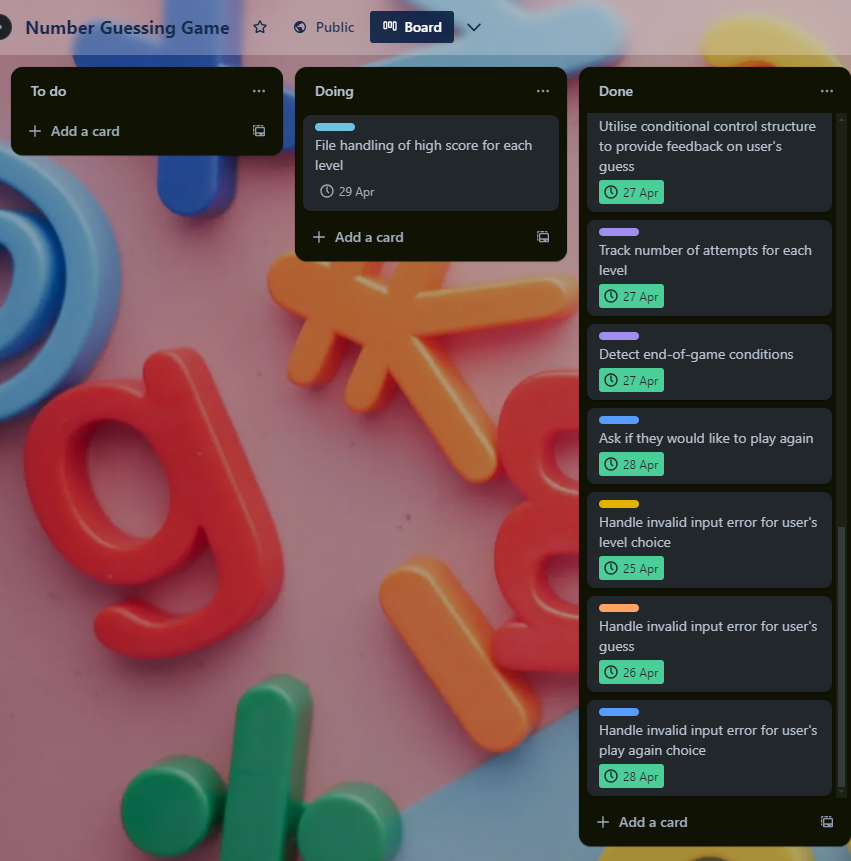 Number Guessing Game
Public
Board
To do
Add a card
Doing
File handling of high score for each
level
29 Apr
Add a card
Done
Utilise conditional control structure
to provide feedback on user's
guess
27 Apr
Track number of attempts for each
level
27 Apr
Detect end-of-game conditions
27 Apr
Ask if they would like to play again
28 Apr
Handle invalid input error for user's
level choice
25 Apr
Handle invalid input error for user's
guess
26 Apr
Handle invalid input error for user's
play again choice
28 Apr
Add a card